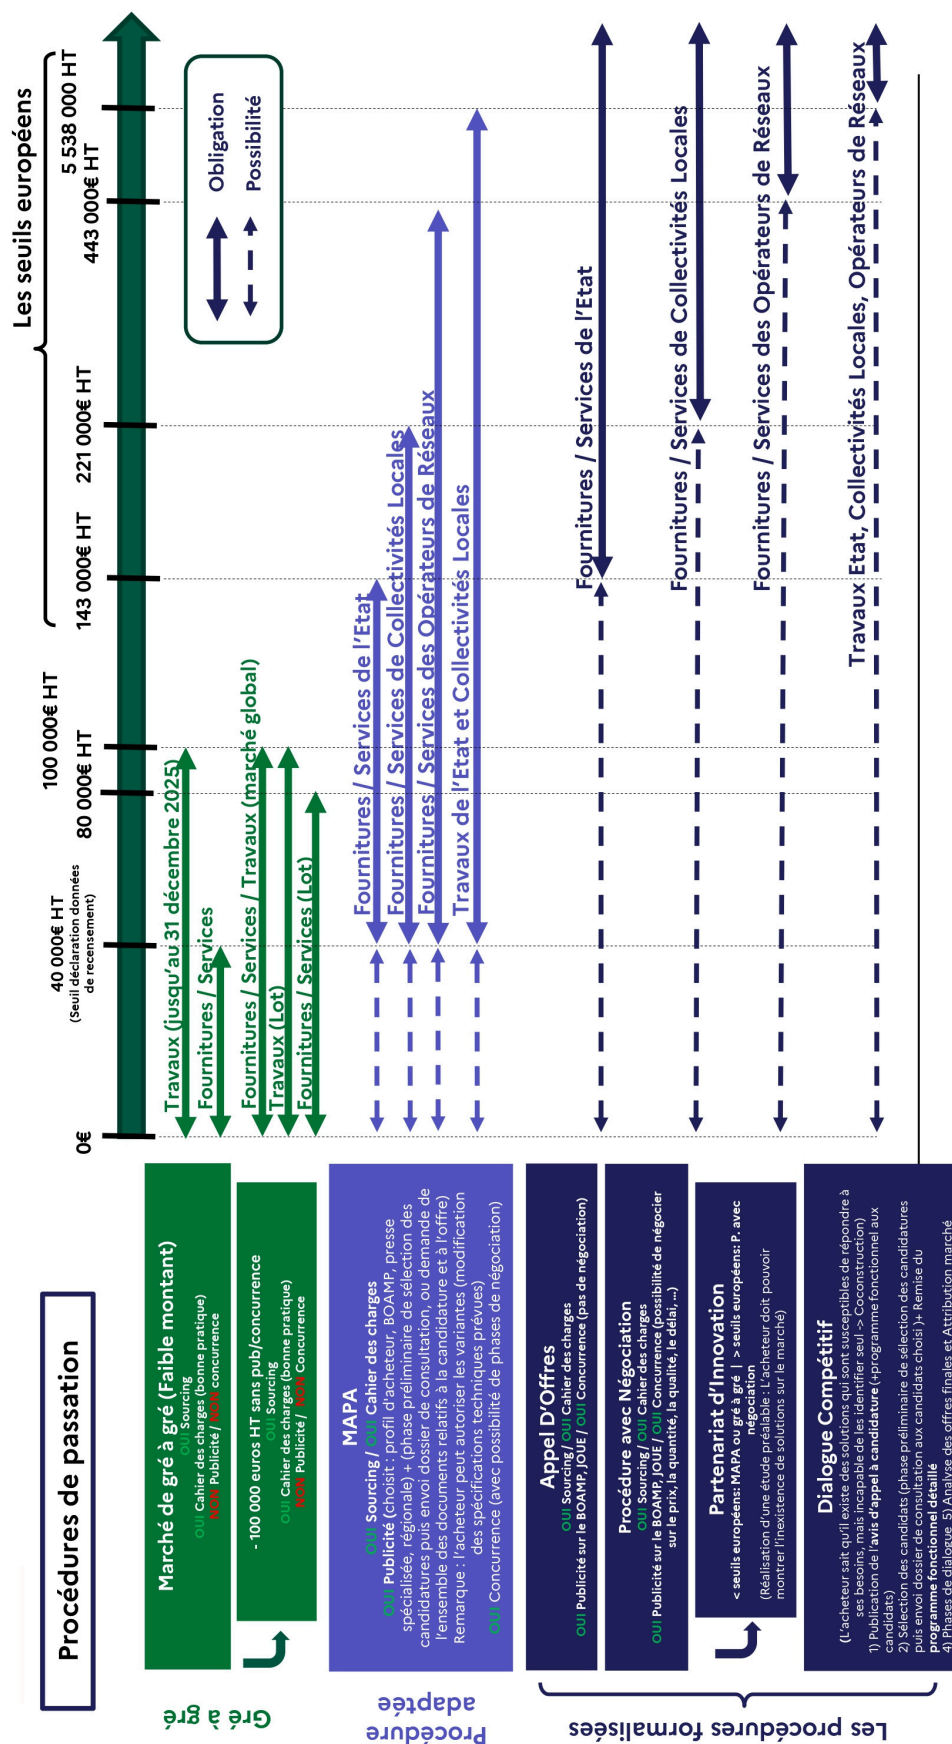 Procédures de passation
Les seuils européens
0€
40 000€ HT
(Seuil déclaration données
de recensement)
80 000€ HT
100 000€ HT
143 000€ HT
221 000€ HT
443 000€ HT
5 538 000 HT
Obligation
Possibilité
Gré à gré
Marché de gré à gré (Faible montant)
OUI Sourcing
OUI Cahier des charges (bonne pratique)
NON Publicité / NON concurrence
- 100 000 euros HT sans pub/concurrence
OUI Sourcing
OUI Cahier des charges (bonne pratique)
NON Publicité / NON Concurrence
Travaux (jusqu'au 31 décembre 2025)
Fournitures / Services
Fournitures / Services / Travaux (marché global)
Travaux (Lot)
Fournitures / Services (Lot)
Procédure
adaptée
MAPA
OUI Sourcing / OUI Cahier des charges
OUI Publicité (choisit : profil d'acheteur, BOAMP, presse
spécialisée, régionale) + (phase préliminaire de sélection des
candidatures puis envoi dossier de consultation, ou demande de
l'ensemble des documents relatifs à la candidature et à l'offre)
Remarque : l'acheteur peut autoriser les variantes (modification
des spécifications techniques prévues)
OUI Concurrence (avec possibilité de phases de négociation)
Fournitures / Services de l'Etat
Fournitures / Services de Collectivités Locales
Fournitures / Services des Opérateurs de Réseaux
Travaux de l'Etat et Collectivités Locales
Les procédures formalisées
Appel D'Offres
OUI Sourcing / OUI Cahier des charges
OUI Publicité sur le BOAMP, JOUE / OUI Concurrence (pas de négociation)
Procédure avec Négociation
OUI Sourcing / OUI Cahier des charges
OUI Publicité sur le BOAMP, JOUE / OUI Concurrence (possibilité de négocier
sur le prix, la quantité, la qualité, le délai, ...)
Partenariat d'Innovation
< seuils européens: MAPA ou gré à gré | > seuils européens: P. avec
négociation
(Réalisation d'une étude préalable : L'acheteur doit pouvoir
montrer l'inexistence de solutions sur le marché)
Dialogue Compétitif
(L'acheteur sait qu'il existe des solutions qui sont susceptibles de répondre à
ses besoins, mais incapable de les identifier seul -> Coconstruction)
1) Publication de l'avis d'appel à candidature (+programme fonctionnel aux
candidats)
2) Sélection des candidats (phase préliminaire de sélection des candidatures
puis envoi dossier de consultation au candidat choisi )+ Remise du
programme fonctionnel détaillé
4) Phases de dialogue 5) Analyse des offres finales et Attribution marché
Fournitures / Services de l'Etat
Fournitures / Services de Collectivités Locales
Fournitures / Services des Opérateurs de Réseaux
Travaux Etat, Collectivités Locales, Opérateurs de Réseaux